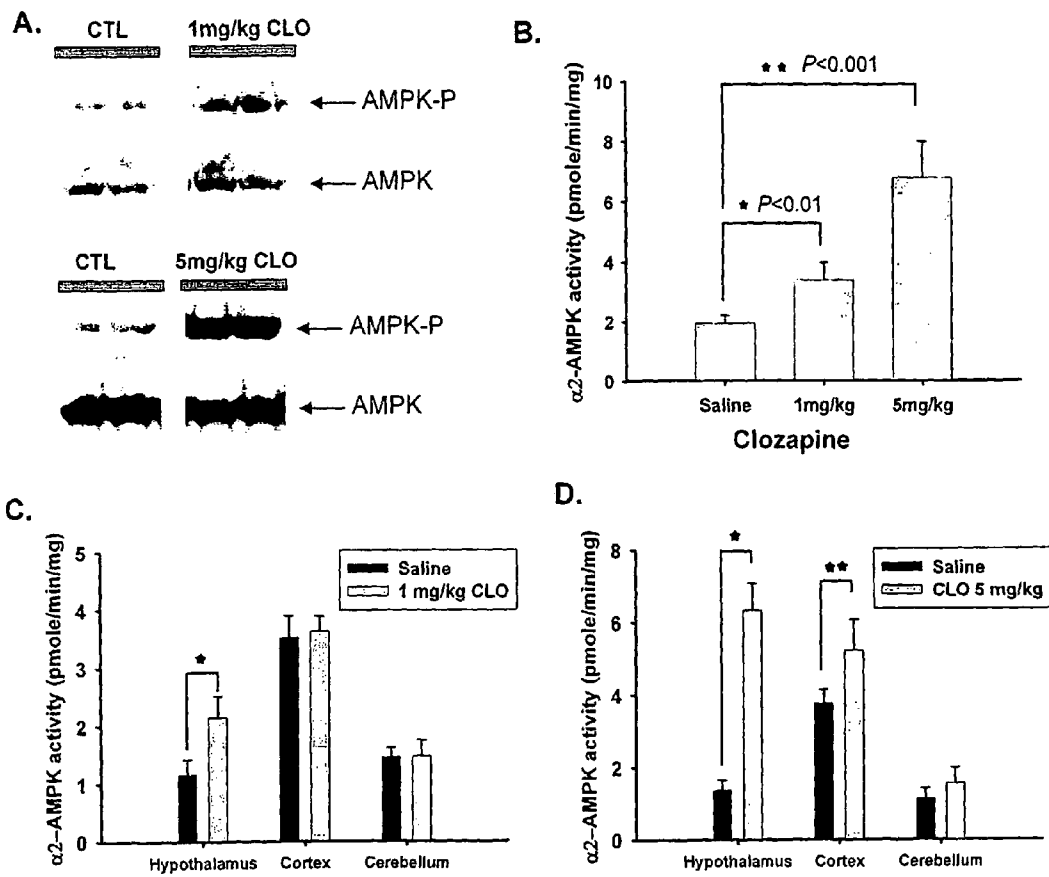 A.
CTL 1mg/kg CLO
AMPK-P
AMPK
CTL 5mg/kg CLO
AMPK-P
AMPK
B.
★★ P<0.001
★ P<0.01
α2-AMPK activity (pmole/min/mg)
10
8
6
4
2
0
Saline 1mg/kg 5mg/kg
Clozapine
C.
α2–AMPK activity (pmole/min/mg)
5
4
3
2
1
0
Saline
1 mg/kg CLO
★
Hypothalamus Cortex Cerebellum
D.
α2–AMPK activity (pmole/min/mg)
8
6
4
2
0
★
★★
Saline
CLO 5 mg/kg
Hypothalamus Cortex Cerebellum